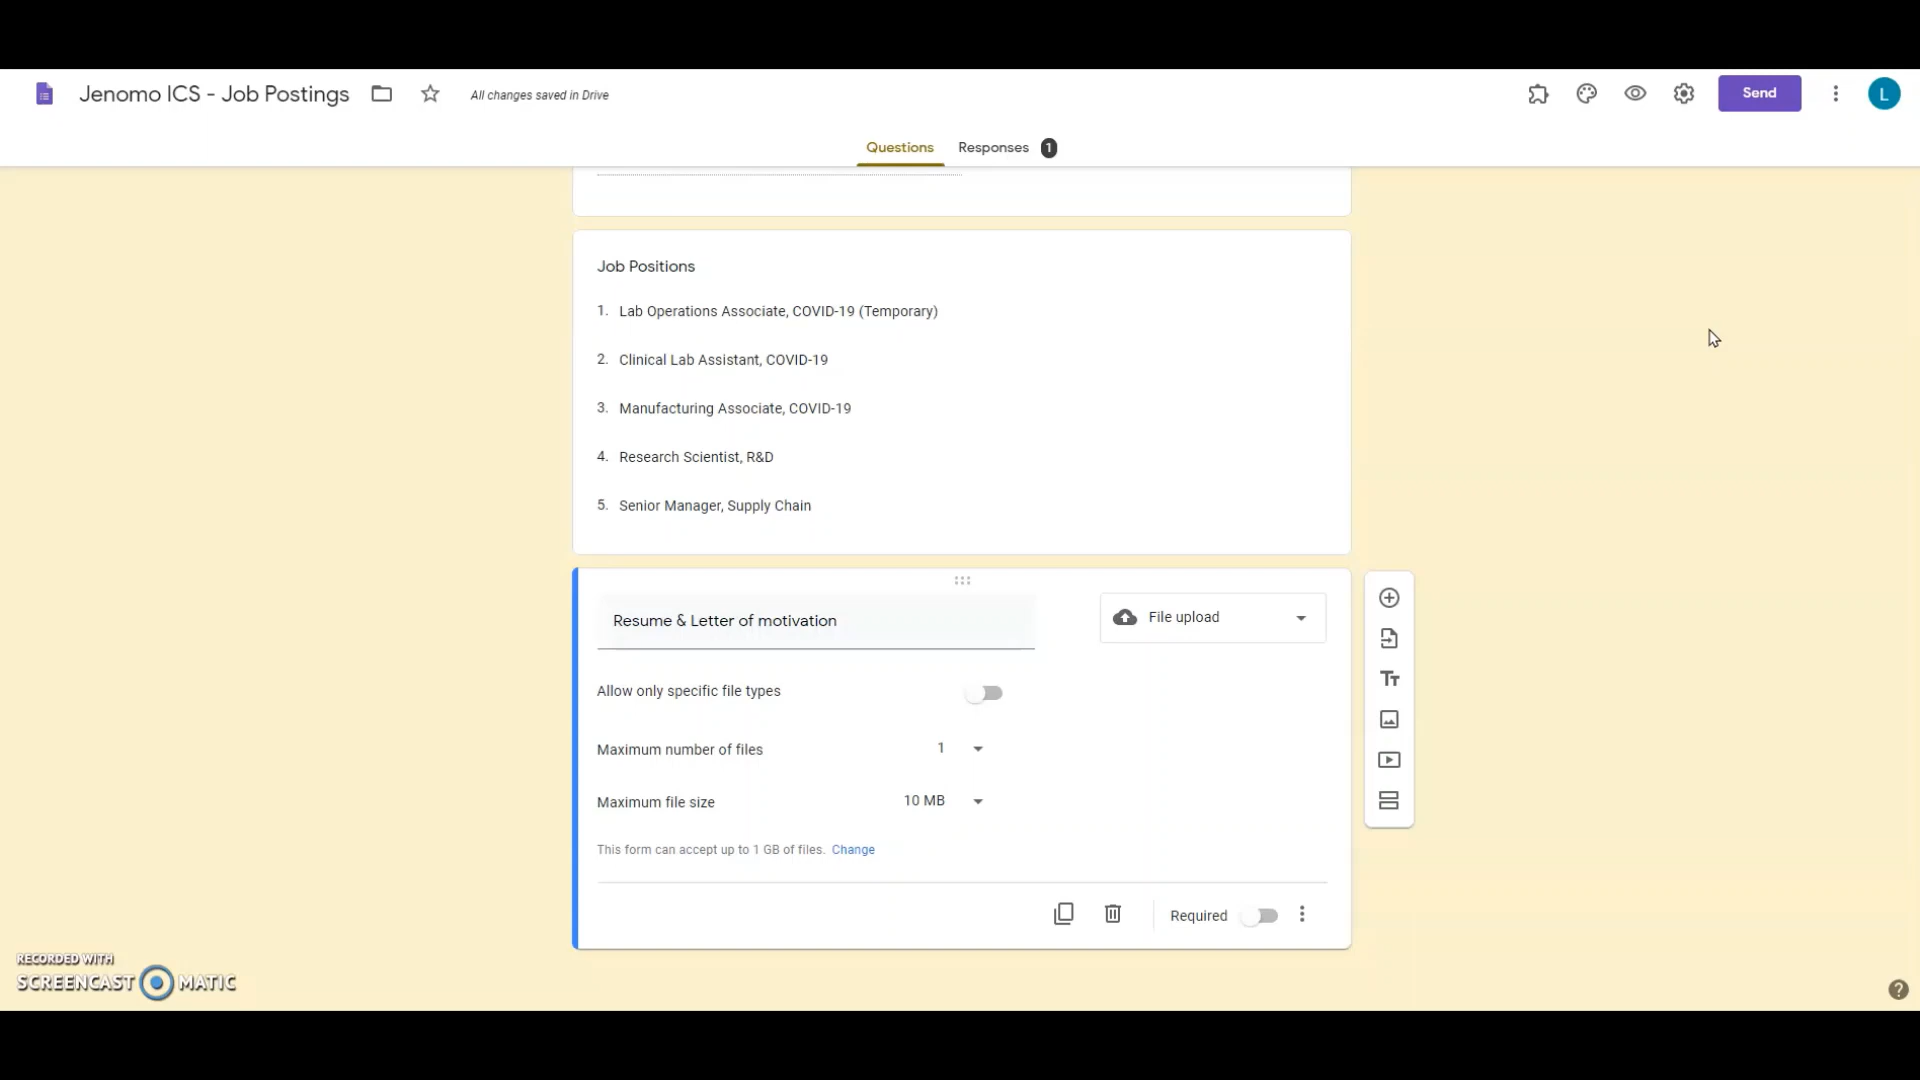 Jenomo ICS - Job Postings
All changes saved in Drive
Send
L
Questions
Responses 1
Job Positions
1. Lab Operations Associate, COVID-19 (Temporary)
2. Clinical Lab Assistant, COVID-19
3. Manufacturing Associate, COVID-19
4. Research Scientist, R&D
5. Senior Manager, Supply Chain
Resume & Letter of motivation
File upload
Allow only specific file types
Maximum number of files 1
Maximum file size 10 MB
This form can accept up to 1 GB of files. Change
Required
RECORDED WITH
SCREENCAST MATIC